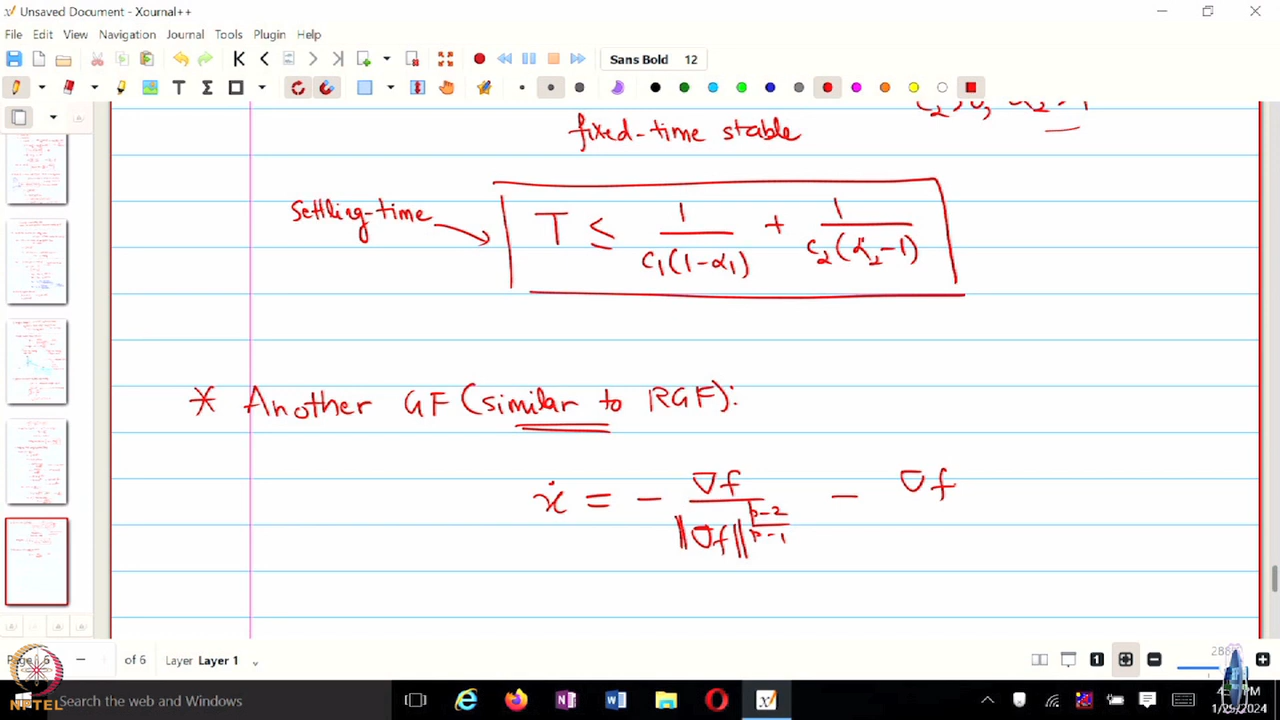 Unsaved Document - Xournal++
File Edit View Navigation Journal Tools Plugin Help
Sans Bold 12
fixed-time stable
Settling-time
T ≤ 1/(c₁(1-α₁)) + 1/(c₂(α₂-1))
* Another GF (similar to RGF):
ẋ = - ∇f/‖∇f‖^((p-2)/(p-1)) - ∇f
Page 6 of 6 Layer Layer 1
NPTEL
Search the web and Windows
1/25/2024